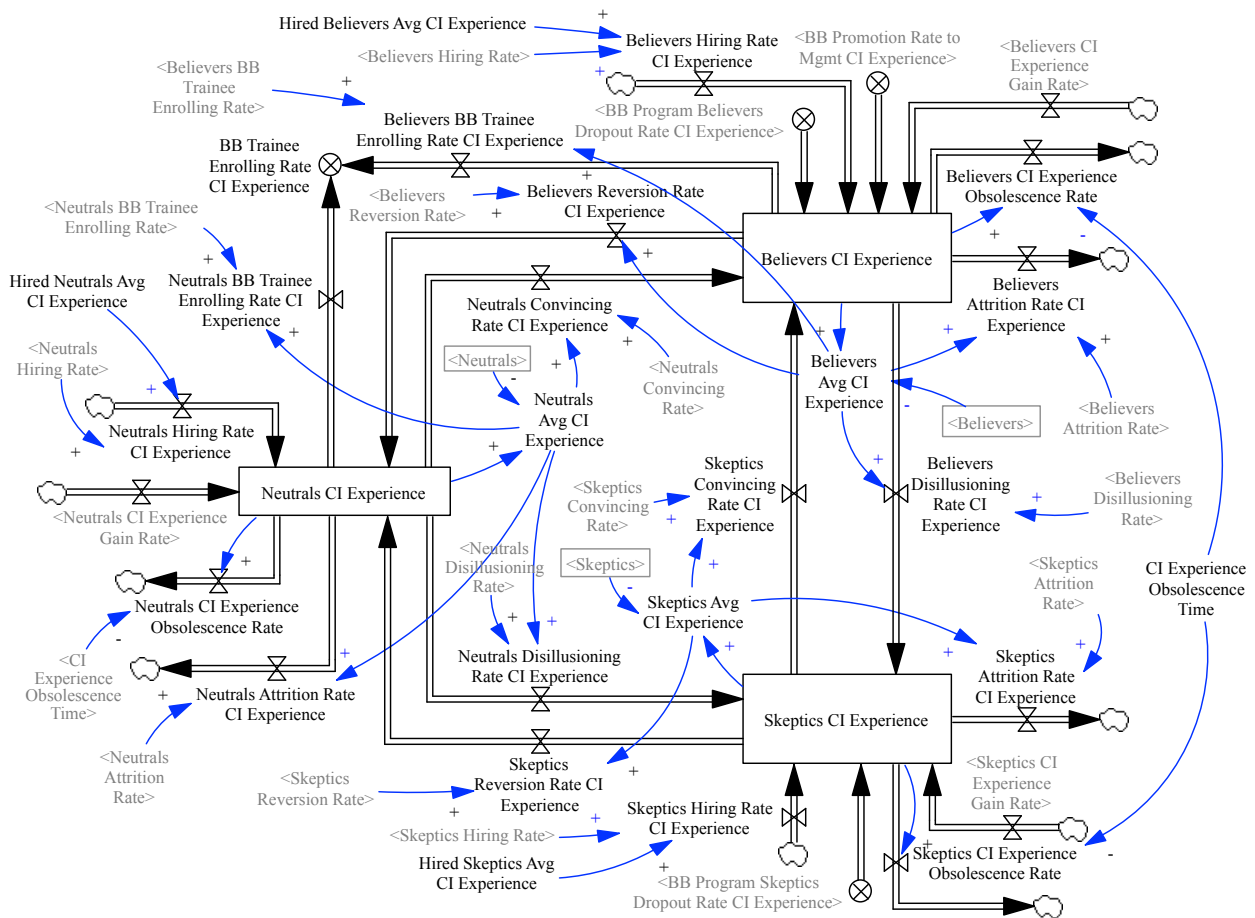 Hired Believers Avg CI Experience
+
<Believers Hiring Rate>
+
Believers Hiring Rate
CI Experience
<BB Promotion Rate to
Mgmt CI Experience>
<Believers CI
Experience
Gain Rate>
<Believers BB
Trainee
Enrolling Rate>
+
+
<BB Program Believers
Dropout Rate CI Experience>
Believers BB Trainee
Enrolling Rate CI Experience
BB Trainee
Enrolling Rate
CI Experience
+
<Believers
Reversion Rate>
+
Believers Reversion Rate
CI Experience
+
Believers CI Experience
Obsolescence Rate
+
-
<Neutrals BB Trainee
Enrolling Rate>
+
Neutrals BB Trainee
Enrolling Rate CI
Experience
+
Believers CI Experience
Believers
Attrition Rate CI
Experience
+
+
Hired Neutrals Avg
CI Experience
+
Neutrals Convincing
Rate CI Experience
+
+
<Neutrals
Convincing
Rate>
<Neutrals>
-
Neutrals
Avg CI
Experience
+
+
Believers
Avg CI
Experience
-
<Believers>
<Believers
Attrition Rate>
<Neutrals
Hiring Rate>
+
Neutrals Hiring Rate
CI Experience
Neutrals CI Experience
<Neutrals CI Experience
Gain Rate>
+
Skeptics
Convincing
Rate CI
Experience
<Skeptics
Convincing
Rate>
+
+
+
Believers
Disillusioning
Rate CI
Experience
+
<Believers
Disillusioning
Rate>
<Neutrals
Disillusioning
Rate>
+
+
<Skeptics>
-
Skeptics Avg
CI Experience
+
<Skeptics
Attrition
Rate>
+
+
CI Experience
Obsolescence
Time
Neutrals CI Experience
Obsolescence Rate
-
<CI
Experience
Obsolescence
Time>
+
Neutrals Attrition Rate
CI Experience
+
<Neutrals
Attrition
Rate>
Neutrals Disillusioning
Rate CI Experience
Skeptics
Attrition Rate
CI Experience
Skeptics CI Experience
<Skeptics
Reversion Rate>
+
Skeptics
Reversion Rate CI
Experience
+
<Skeptics Hiring Rate>
+
Skeptics Hiring Rate
CI Experience
Hired Skeptics Avg
CI Experience
+
<BB Program Skeptics
Dropout Rate CI Experience>
<Skeptics CI
Experience
Gain Rate>
+
Skeptics CI Experience
Obsolescence Rate
-